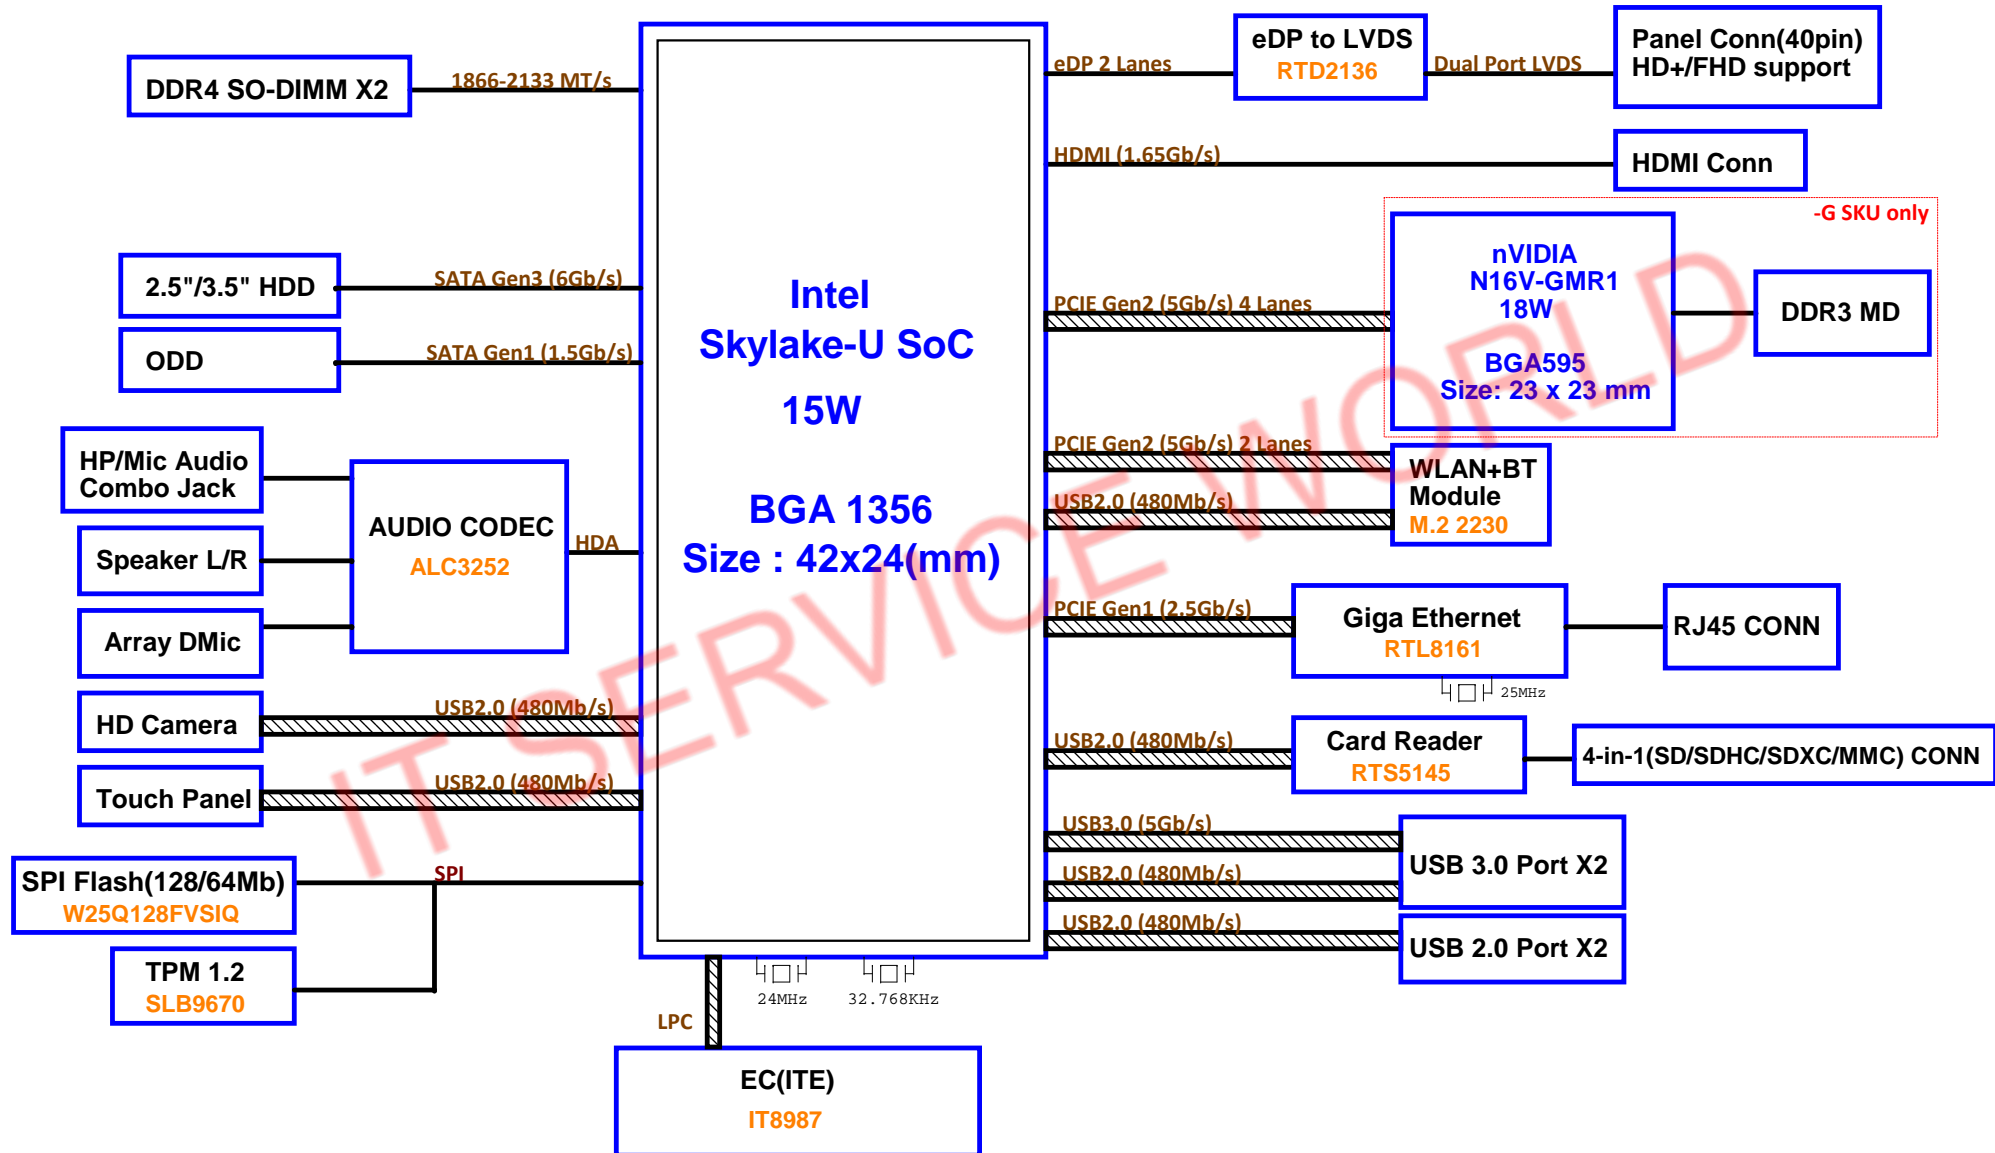 DDR4 SO-DIMM X2
1866-2133 MT/s
2.5"/3.5" HDD
SATA Gen3 (6Gb/s)
ODD
SATA Gen1 (1.5Gb/s)
HP/Mic Audio
Combo Jack
Speaker L/R
Array DMic
AUDIO CODEC
ALC3252
HDA
HD Camera
USB2.0 (480Mb/s)
Touch Panel
USB2.0 (480Mb/s)
SPI Flash(128/64Mb)
W25Q128FVSIQ
SPI
TPM 1.2
SLB9670
Intel
Skylake-U SoC
15W
BGA 1356
Size : 42x24(mm)
24MHz
32.768KHz
LPC
EC(ITE)
IT8987
eDP 2 Lanes
eDP to LVDS
RTD2136
Dual Port LVDS
Panel Conn(40pin)
HD+/FHD support
HDMI (1.65Gb/s)
HDMI Conn
-G SKU only
PCIE Gen2 (5Gb/s) 4 Lanes
nVIDIA
N16V-GMR1
18W
BGA595
Size: 23 x 23 mm
DDR3 MD
PCIE Gen2 (5Gb/s) 2 Lanes
USB2.0 (480Mb/s)
WLAN+BT
Module
M.2 2230
PCIE Gen1 (2.5Gb/s)
Giga Ethernet
RTL8161
25MHz
RJ45 CONN
USB2.0 (480Mb/s)
Card Reader
RTS5145
4-in-1(SD/SDHC/SDXC/MMC) CONN
USB3.0 (5Gb/s)
USB2.0 (480Mb/s)
USB 3.0 Port X2
USB2.0 (480Mb/s)
USB 2.0 Port X2
IT SERVICE WORLD